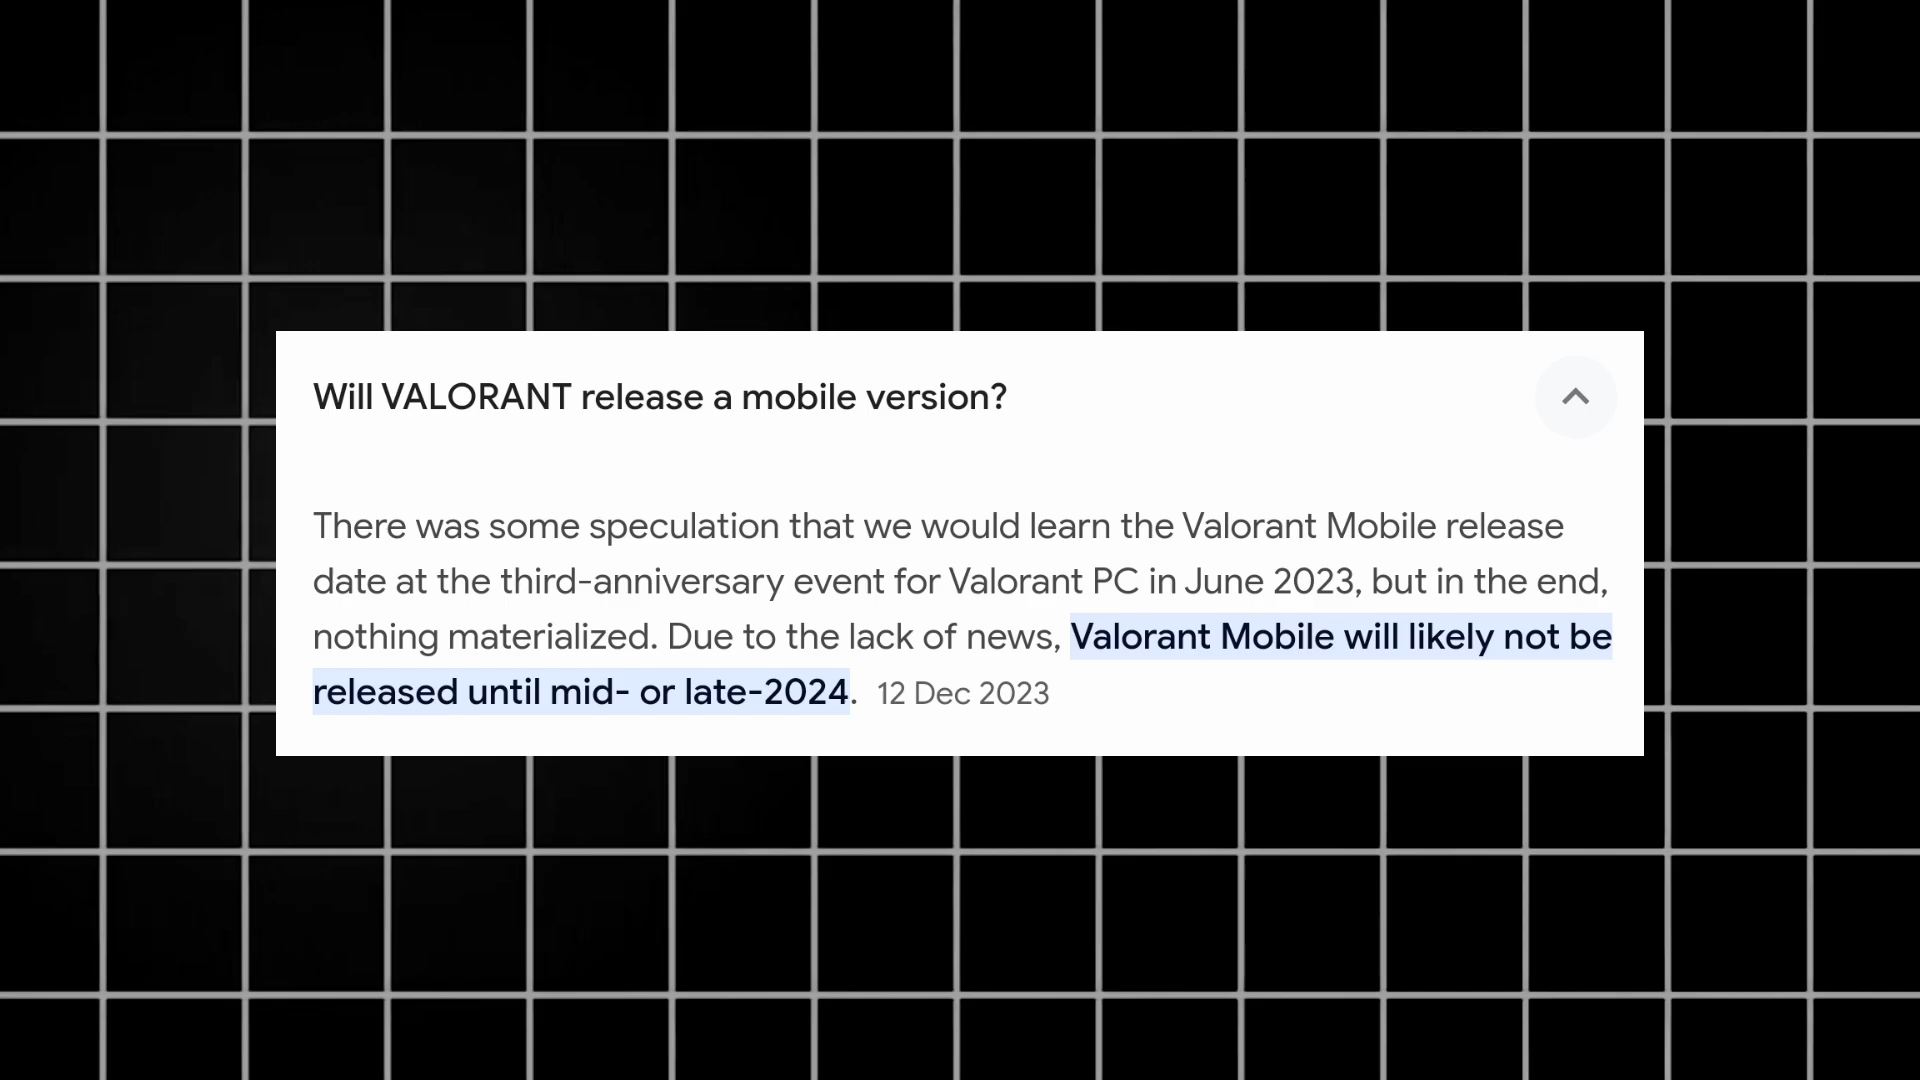 Will VALORANT release a mobile version?
There was some speculation that we would learn the Valorant Mobile release
date at the third-anniversary event for Valorant PC in June 2023, but in the end,
nothing materialized. Due to the lack of news, Valorant Mobile will likely not be
released until mid- or late-2024. 12 Dec 2023